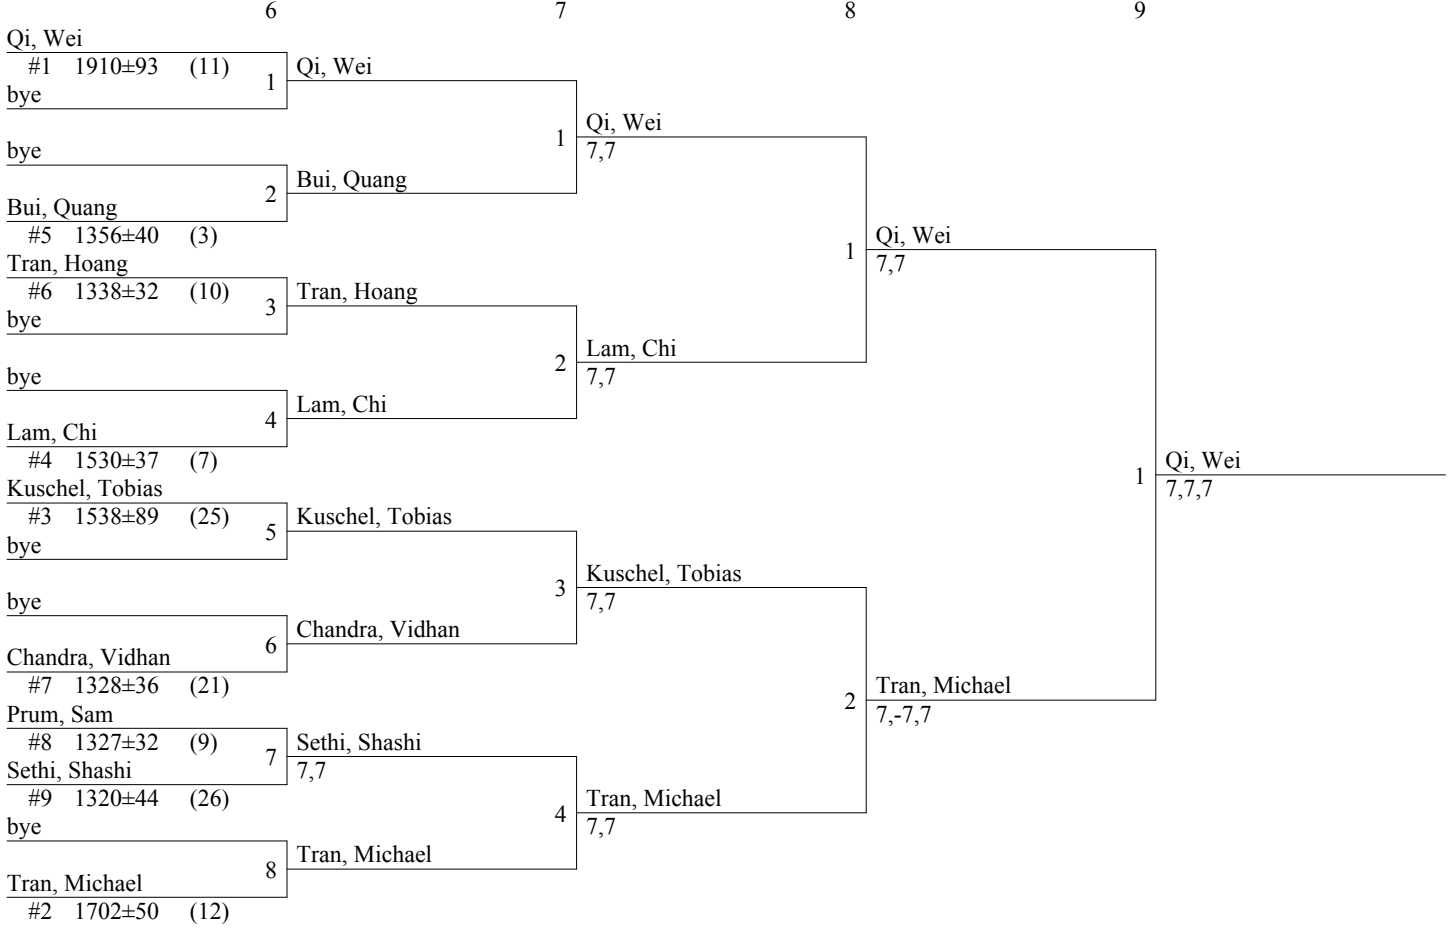 6 7 8 9
Qi, Wei
#1 1910±93 (11)
bye
1
bye
2
Bui, Quang
#5 1356±40 (3)
Tran, Hoang
#6 1338±32 (10)
bye
3
bye
4
Lam, Chi
#4 1530±37 (7)
Kuschel, Tobias
#3 1538±89 (25)
bye
5
bye
6
Chandra, Vidhan
#7 1328±36 (21)
Prum, Sam
#8 1327±32 (9)
7
Sethi, Shashi
#9 1320±44 (26)
bye
8
Tran, Michael
#2 1702±50 (12)
Qi, Wei
1
Bui, Quang
Tran, Hoang
2
Lam, Chi
Kuschel, Tobias
3
Chandra, Vidhan
Sethi, Shashi
7,7
4
Tran, Michael
Qi, Wei
7,7
1
Lam, Chi
7,7
Kuschel, Tobias
7,7
2
Tran, Michael
7,7
Qi, Wei
7,7
1
Tran, Michael
7,-7,7
Qi, Wei
7,7,7